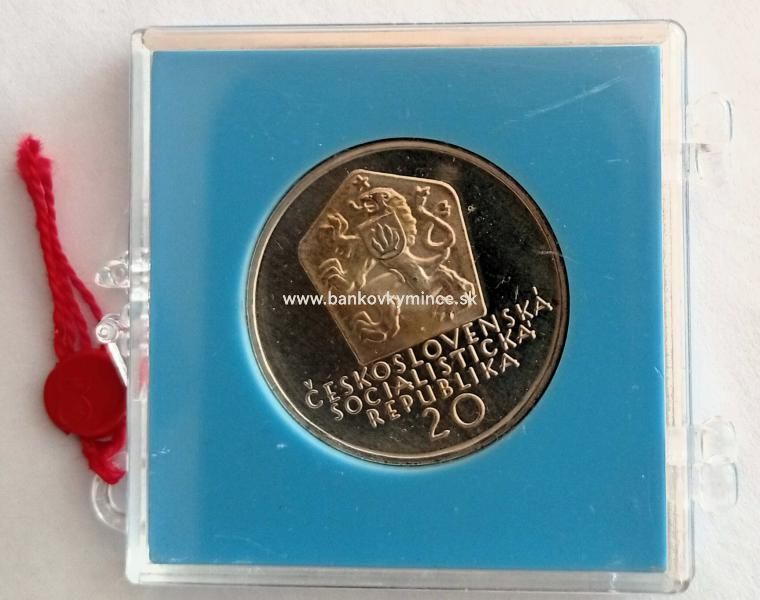 www.bankovkymince.sk
ČESKOSLOVENSKÁ
SOCIALISTICKÁ
REPUBLIKA
20